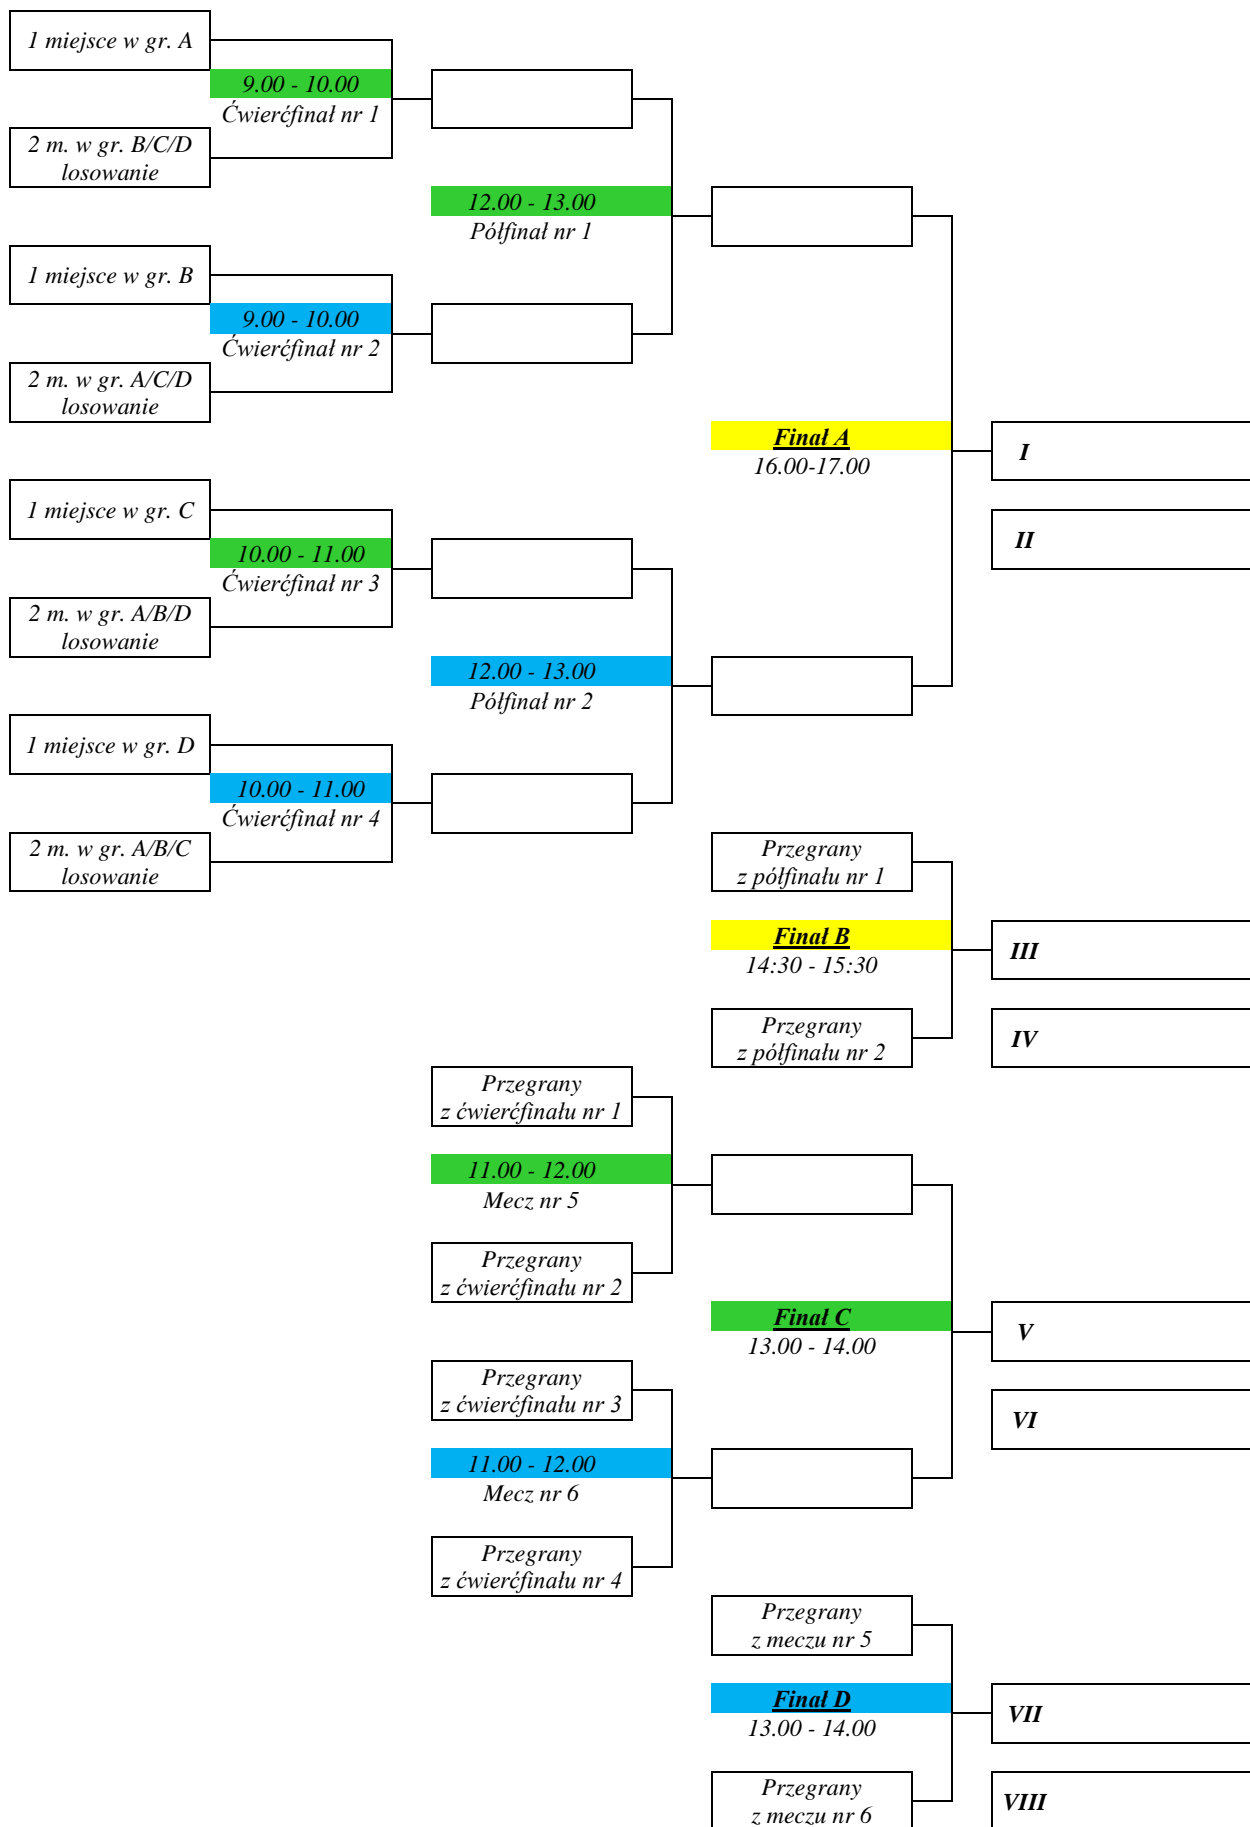 1 miejsce w gr. A
9.00 - 10.00
Ćwierćfinał nr 1
2 m. w gr. B/C/D
losowanie
12.00 - 13.00
Półfinał nr 1
1 miejsce w gr. B
9.00 - 10.00
Ćwierćfinał nr 2
2 m. w gr. A/C/D
losowanie
Finał A
16.00-17.00
I
II
1 miejsce w gr. C
10.00 - 11.00
Ćwierćfinał nr 3
2 m. w gr. A/B/D
losowanie
12.00 - 13.00
Półfinał nr 2
1 miejsce w gr. D
10.00 - 11.00
Ćwierćfinał nr 4
2 m. w gr. A/B/C
losowanie
Przegrany
z półfinału nr 1
Finał B
14:30 - 15:30
III
Przegrany
z półfinału nr 2
IV
Przegrany
z ćwierćfinału nr 1
11.00 - 12.00
Mecz nr 5
Przegrany
z ćwierćfinału nr 2
Finał C
13.00 - 14.00
V
VI
Przegrany
z ćwierćfinału nr 3
11.00 - 12.00
Mecz nr 6
Przegrany
z ćwierćfinału nr 4
Przegrany
z meczu nr 5
Finał D
13.00 - 14.00
VII
Przegrany
z meczu nr 6
VIII